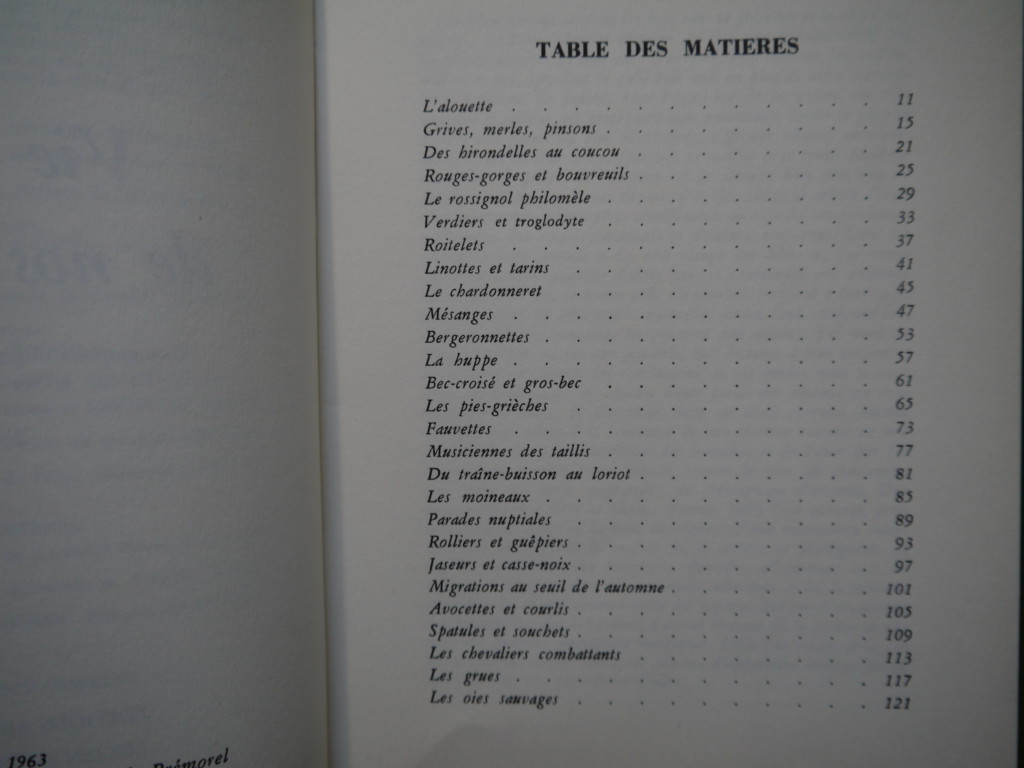 1963
Prémorel
TABLE DES MATIERES
L'alouette . . . . . . . . . . . . 11
Grives, merles, pinsons . . . . . . . . . 15
Des hirondelles au coucou . . . . . . . . 21
Rouges-gorges et bouvreuils . . . . . . . . 25
Le rossignol philomèle . . . . . . . . . 29
Verdiers et troglodyte . . . . . . . . . 33
Roitelets . . . . . . . . . . . . 37
Linottes et tarins . . . . . . . . . . 41
Le chardonneret . . . . . . . . . . 45
Mésanges . . . . . . . . . . . . 47
Bergeronnettes . . . . . . . . . . . 53
La huppe . . . . . . . . . . . . 57
Bec-croisé et gros-bec . . . . . . . . . 61
Les pies-grièches . . . . . . . . . . 65
Fauvettes . . . . . . . . . . . . 73
Musiciennes des taillis . . . . . . . . . 77
Du traîne-buisson au loriot . . . . . . . . 81
Les moineaux . . . . . . . . . . . 85
Parades nuptiales . . . . . . . . . . 89
Rolliers et guêpiers . . . . . . . . . . 93
Jaseurs et casse-noix . . . . . . . . . . 97
Migrations au seuil de l'automne . . . . . . . 101
Avocettes et courlis . . . . . . . . . . 105
Spatules et souchets . . . . . . . . . . 109
Les chevaliers combattants . . . . . . . . 113
Les grues . . . . . . . . . . . . 117
Les oies sauvages . . . . . . . . . . 121